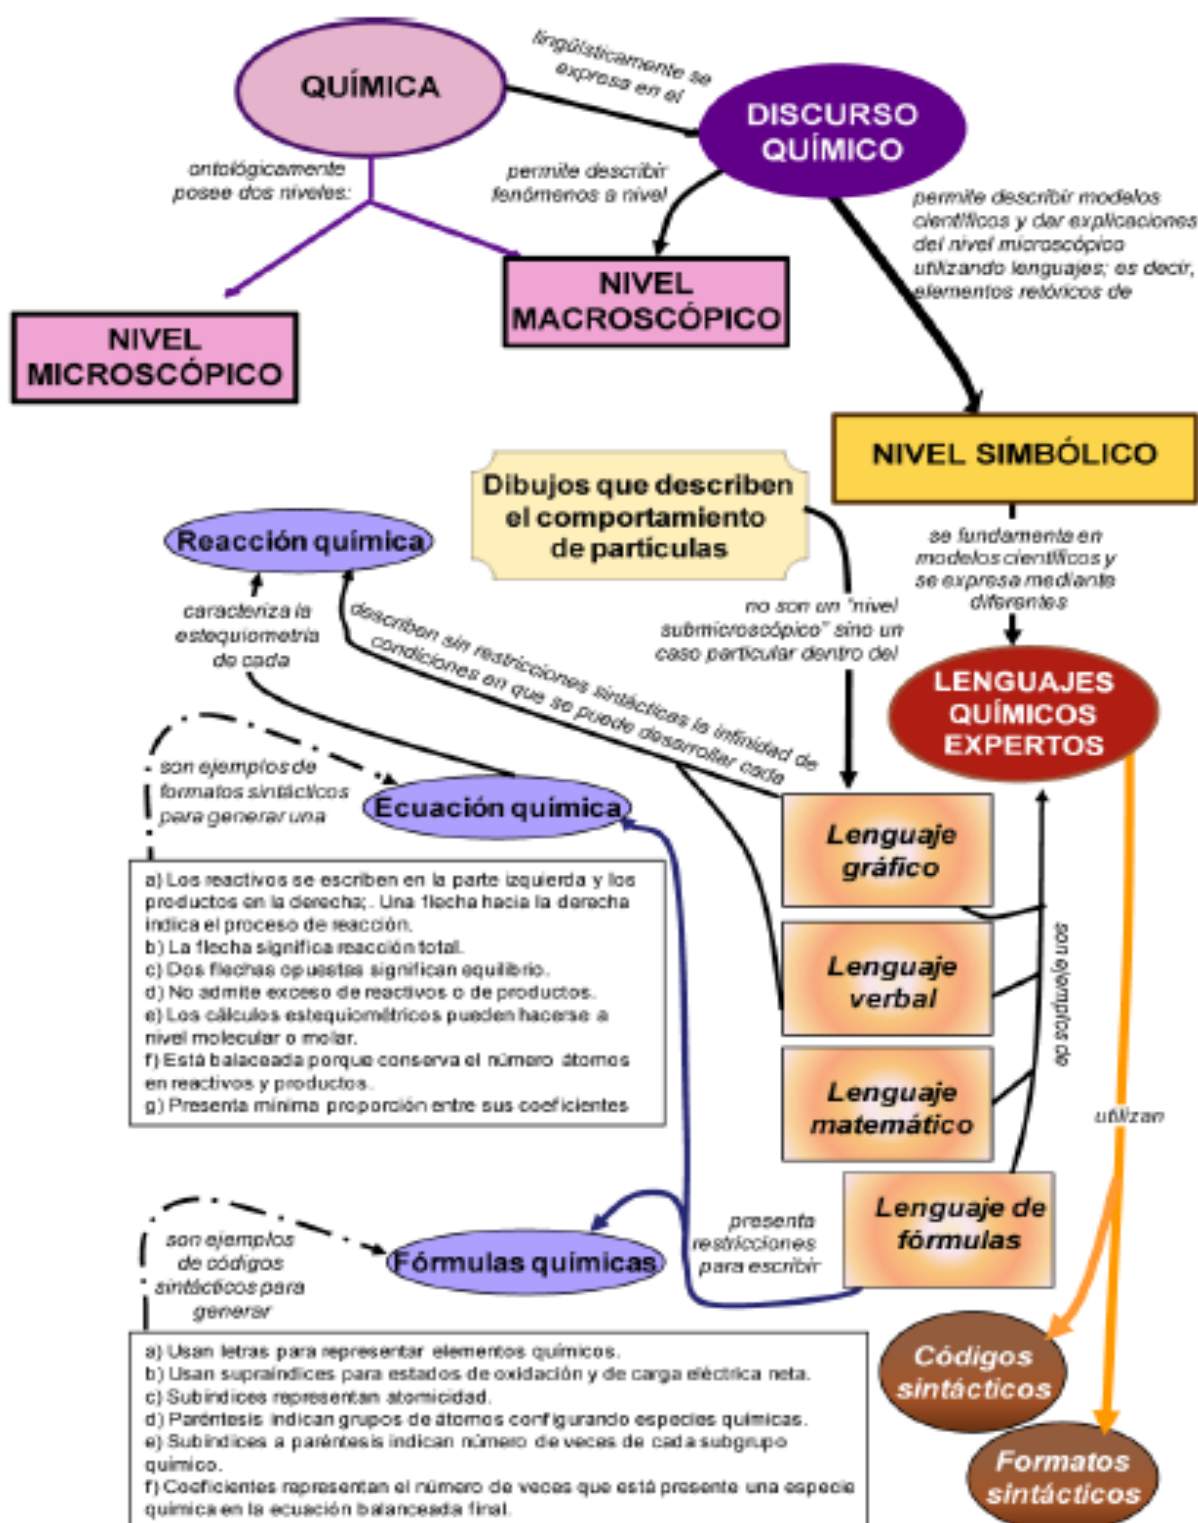 QUÍMICA
lingüísticamente se
expresa en el
DISCURSO
QUÍMICO
ontológicamente
posee dos niveles:
permite describir
fenómenos a nivel
permite describir modelos
científicos y dar explicaciones
del nivel microscópico
utilizando lenguajes; es decir,
elementos retóricos de
NIVEL
MACROSCÓPICO
NIVEL
MICROSCÓPICO
NIVEL SIMBÓLICO
Dibujos que describen
el comportamiento
de partículas
Reacción química
se fundamenta en
modelos científicos y
se expresa mediante
diferentes
caracteriza la
estequiometría
de cada
describen sin restricciones sintácticas la infinidad de
condiciones en que se puede desarrollar cada
no son un "nivel
submicroscópico" sino un
caso particular dentro del
LENGUAJES
QUÍMICOS
EXPERTOS
son ejemplos de
formatos sintácticos
para generar una
Ecuación química
Lenguaje
gráfico
a) Los reactivos se escriben en la parte izquierda y los
productos en la derecha;. Una flecha hacia la derecha
indica el proceso de reacción.
b) La flecha significa reacción total.
c) Dos flechas opuestas significan equilibrio.
d) No admite exceso de reactivos o de productos.
e) Los cálculos estequiométricos pueden hacerse a
nivel molecular o molar.
f) Está balaceada porque conserva el número átomos
en reactivos y productos.
g) Presenta mínima proporción entre sus coeficientes
Lenguaje
verbal
son ejemplos de
Lenguaje
matemático
utilizan
Lenguaje de
fórmulas
presenta
restricciones
para escribir
son ejemplos
de códigos
sintácticos para
generar
Fórmulas químicas
a) Usan letras para representar elementos químicos.
b) Usan supraíndices para estados de oxidación y de carga eléctrica neta.
c) Subíndices representan atomicidad.
d) Paréntesis indican grupos de átomos configurando especies químicas.
e) Subíndices a paréntesis indican número de veces de cada subgrupo
químico.
f) Coeficientes representan el número de veces que está presente una especie
química en la ecuación balanceada final.
Códigos
sintácticos
Formatos
sintácticos